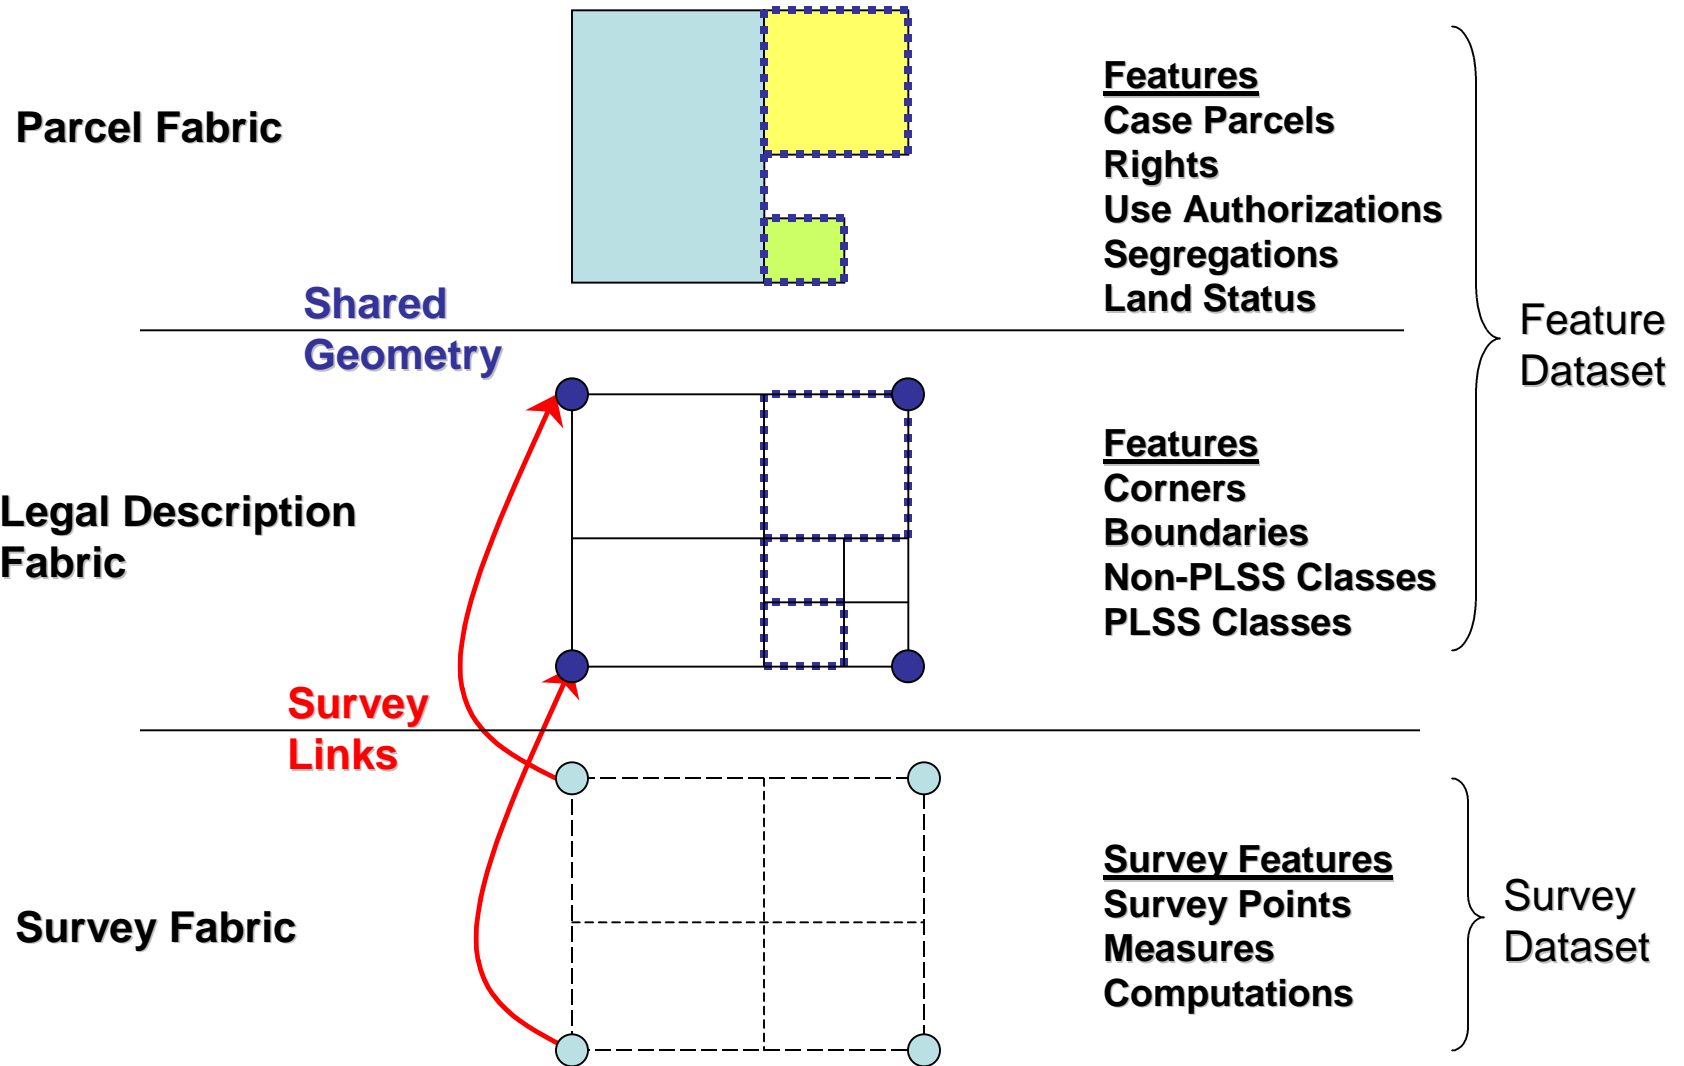 Parcel Fabric
Features
Case Parcels
Rights
Use Authorizations
Segregations
Land Status
Shared
Geometry
Feature
Dataset
Legal Description
Fabric
Features
Corners
Boundaries
Non-PLSS Classes
PLSS Classes
Survey
Links
Survey Fabric
Survey Features
Survey Points
Measures
Computations
Survey
Dataset